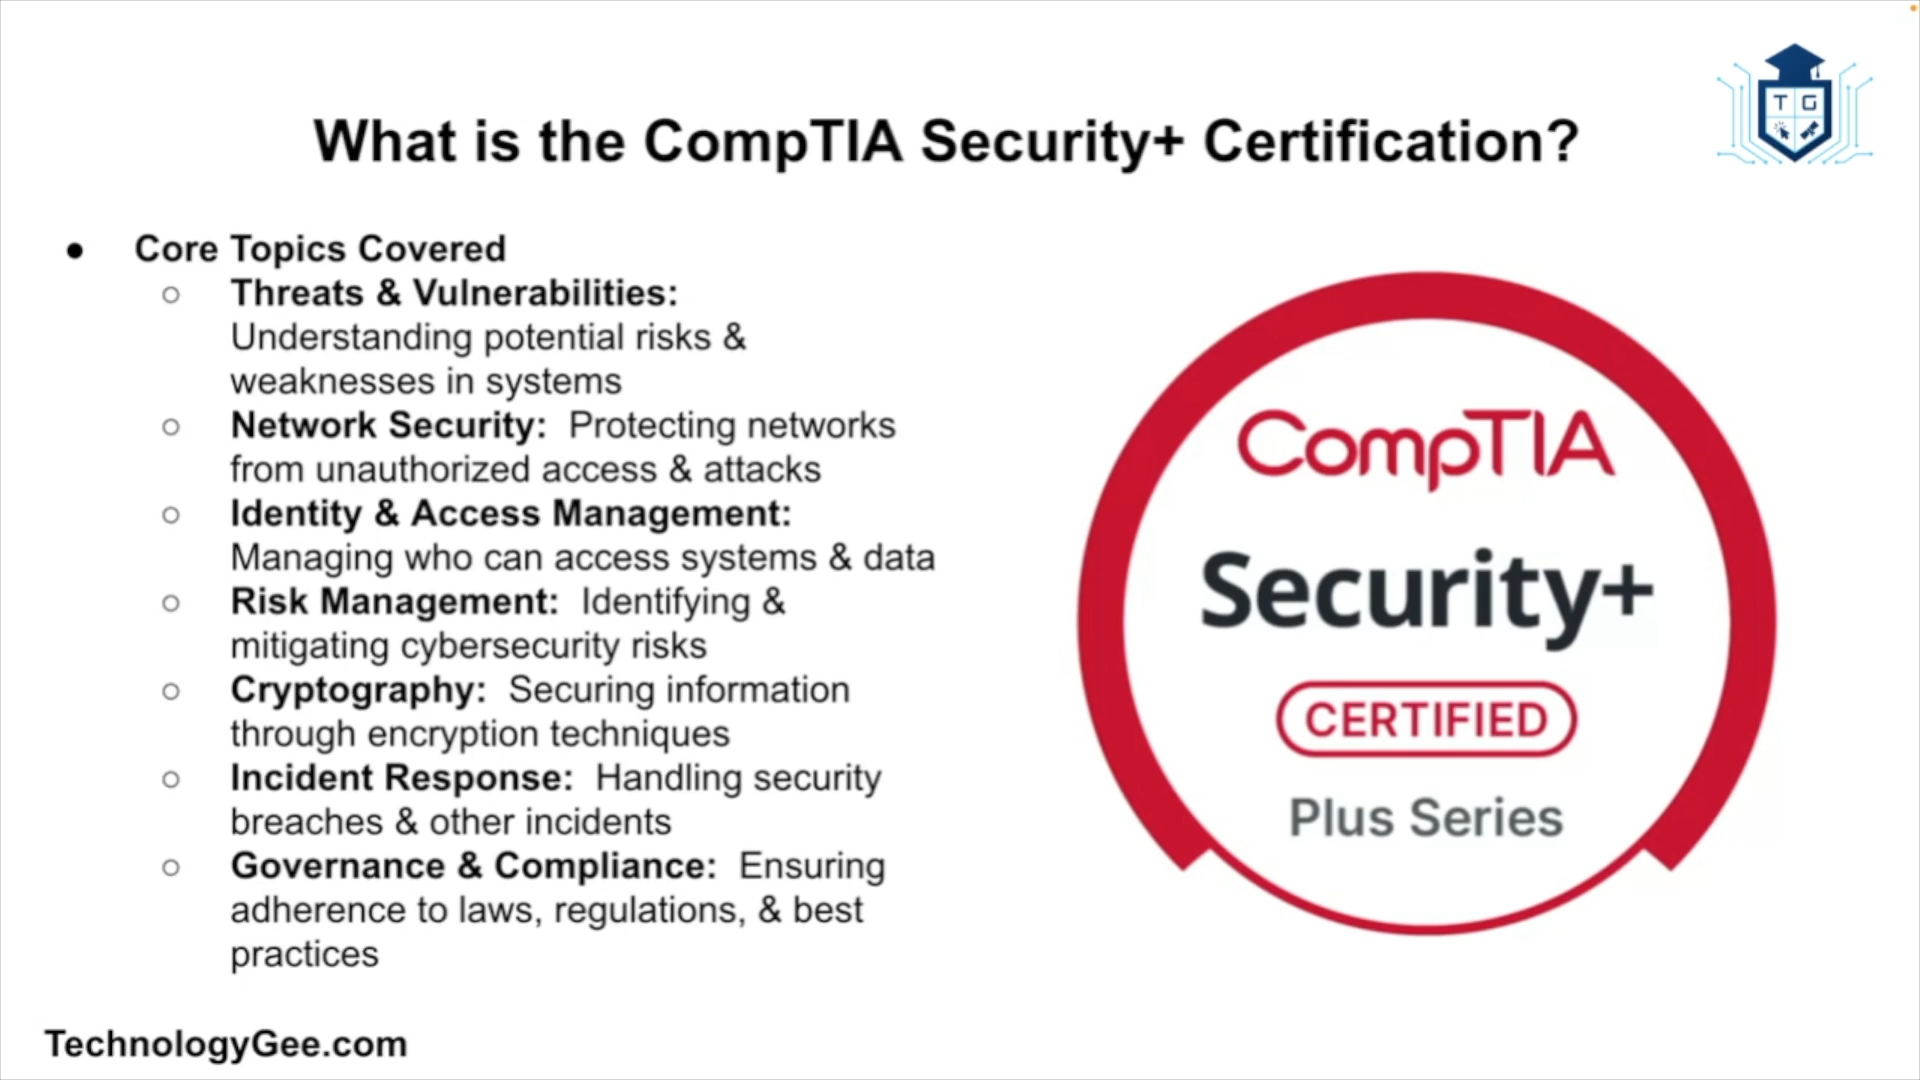 What is the CompTIA Security+ Certification?
T G
● Core Topics Covered
○ Threats & Vulnerabilities:
Understanding potential risks &
weaknesses in systems
○ Network Security: Protecting networks
from unauthorized access & attacks
○ Identity & Access Management:
Managing who can access systems & data
○ Risk Management: Identifying &
mitigating cybersecurity risks
○ Cryptography: Securing information
through encryption techniques
○ Incident Response: Handling security
breaches & other incidents
○ Governance & Compliance: Ensuring
adherence to laws, regulations, & best
practices
CompTIA
Security+
CERTIFIED
Plus Series
TechnologyGee.com